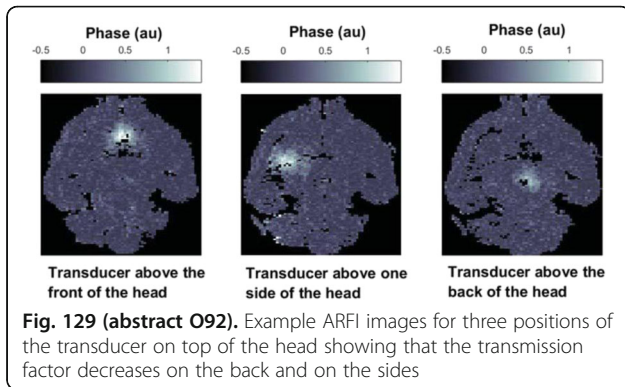 Phase (au)
-0.5 0 0.5 1
Phase (au)
-0.5 0 0.5 1
Phase (au)
-0.5 0 0.5 1
Transducer above the
front of the head
Transducer above one
side of the head
Transducer above the
back of the head
Fig. 129 (abstract O92). Example ARFI images for three positions of
the transducer on top of the head showing that the transmission
factor decreases on the back and on the sides